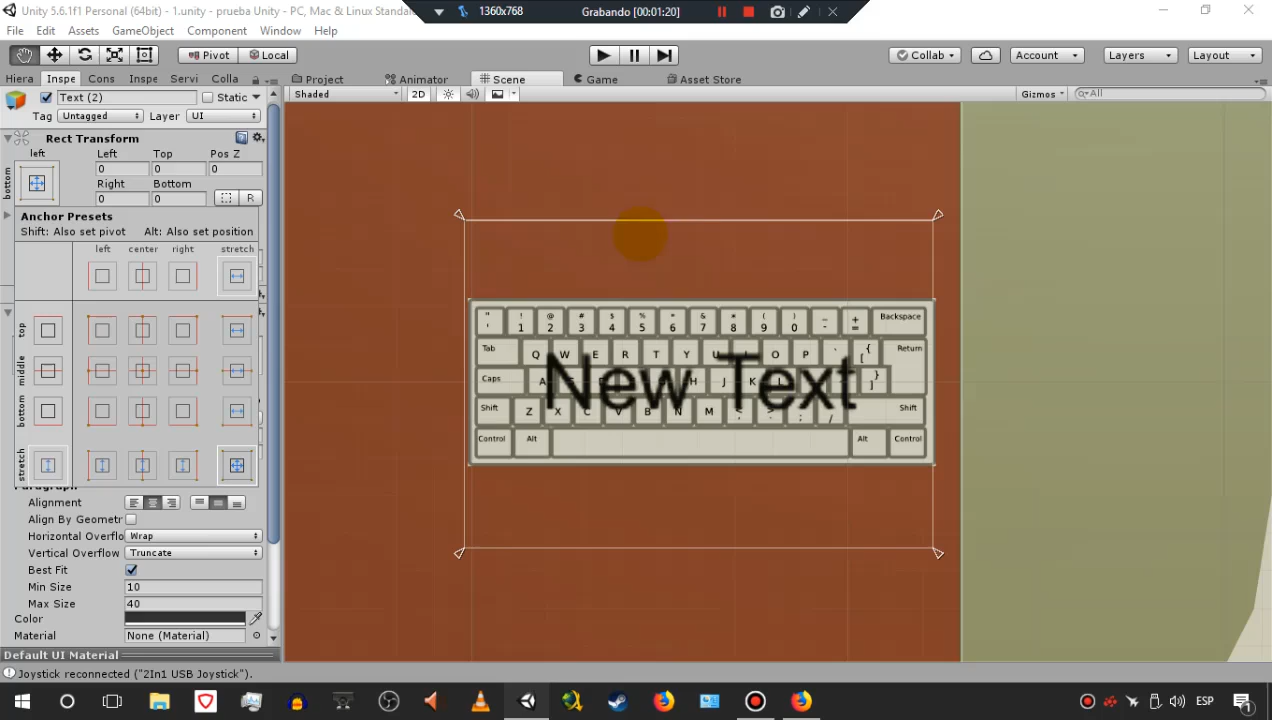 Unity 5.6.1f1 Personal (64bit) - 1.unity - prueba Unity - PC, Mac & Linux Standalo
1360x768
Grabando [00:01:20]
File Edit Assets GameObject Component Window Help
Pivot Local
Collab Account Layers Layout
Hiera Inspe Cons Inspe Servi Colla
Project Animator Scene Game Asset Store
Text (2) Static
Shaded 2D Gizmos All
Tag Untagged Layer UI
Rect Transform
left Left Top Pos Z
0 0 0
bottom
Right Bottom
0 0 R
Anchor Presets
Shift: Also set pivot Alt: Also set position
left center right stretch
top
middle
bottom
stretch
" ! @ # $ % * & * ( ) _ +
' 1 2 3 4 5 6 7 8 9 0 - = Backspace
Tab Q W E R T Y U I O P ` { [ Return
Caps A H J K L } ]
Shift Z X C V B N M < > : ; / Shift
Control Alt Alt Control
New Text
Paragraph
Alignment
Align By Geometr
Horizontal Overflo Wrap
Vertical Overflow Truncate
Best Fit
Min Size 10
Max Size 40
Color
Material None (Material)
Default UI Material
Joystick reconnected ("2In1 USB Joystick").
ESP
1